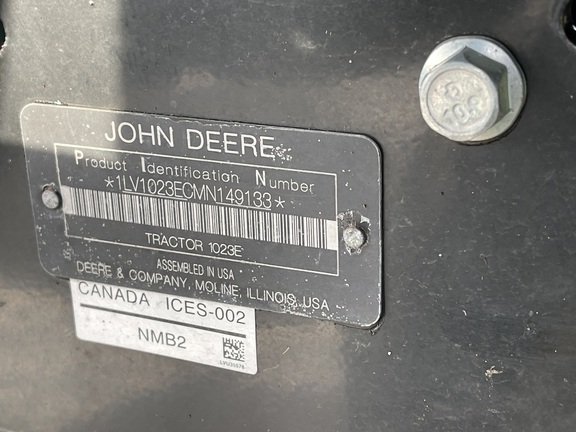 JOHN DEERE
Product Identification Number
*1LV1023ECMN149133*
TRACTOR 1023E
ASSEMBLED IN USA
DEERE & COMPANY, MOLINE, ILLINOIS, USA
CANADA ICES-002
NMB2